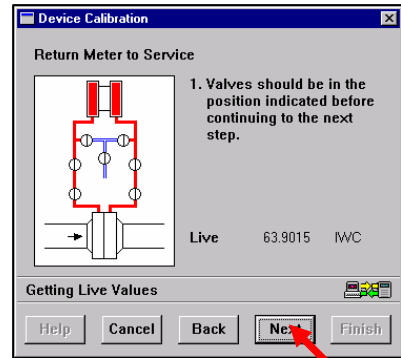 Device Calibration
Return Meter to Service
1. Valves should be in the
position indicated before
continuing to the next
step.
Live 63.9015 IWC
Getting Live Values
Help Cancel Back Next Finish